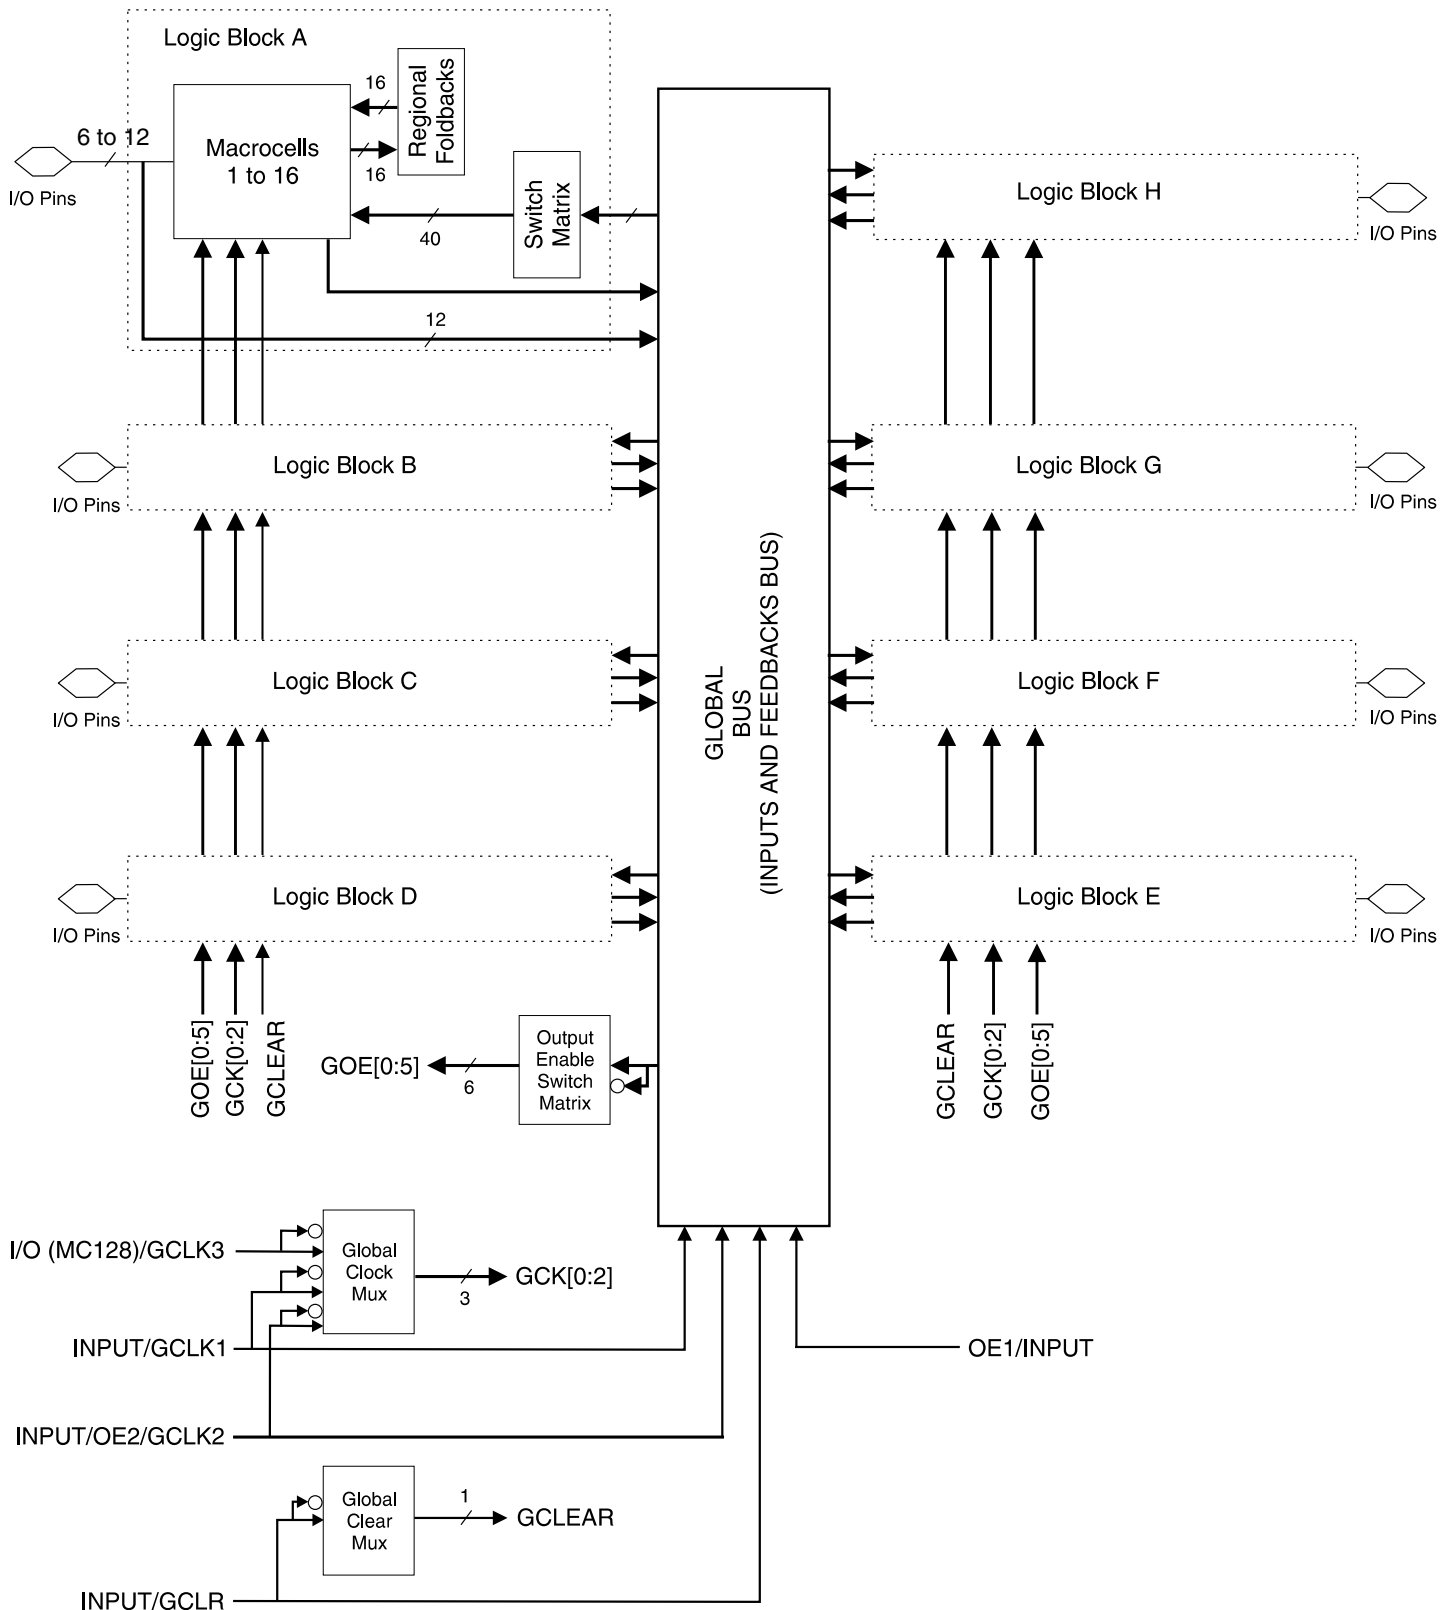 Logic Block A
Regional
Foldbacks
16
6 to 12
Macrocells
1 to 16
16
I/O Pins
Switch
Matrix
40
12
Logic Block H
I/O Pins
Logic Block B
I/O Pins
Logic Block G
I/O Pins
Logic Block C
I/O Pins
GLOBAL
BUS
(INPUTS AND FEEDBACKS BUS)
Logic Block F
I/O Pins
Logic Block D
I/O Pins
Logic Block E
I/O Pins
GOE[0:5]
GCK[0:2]
GCLEAR
GOE[0:5]
6
Output
Enable
Switch
Matrix
GCLEAR
GCK[0:2]
GOE[0:5]
I/O (MC128)/GCLK3
Global
Clock
Mux
3
GCK[0:2]
INPUT/GCLK1
OE1/INPUT
INPUT/OE2/GCLK2
Global
Clear
Mux
1
GCLEAR
INPUT/GCLR